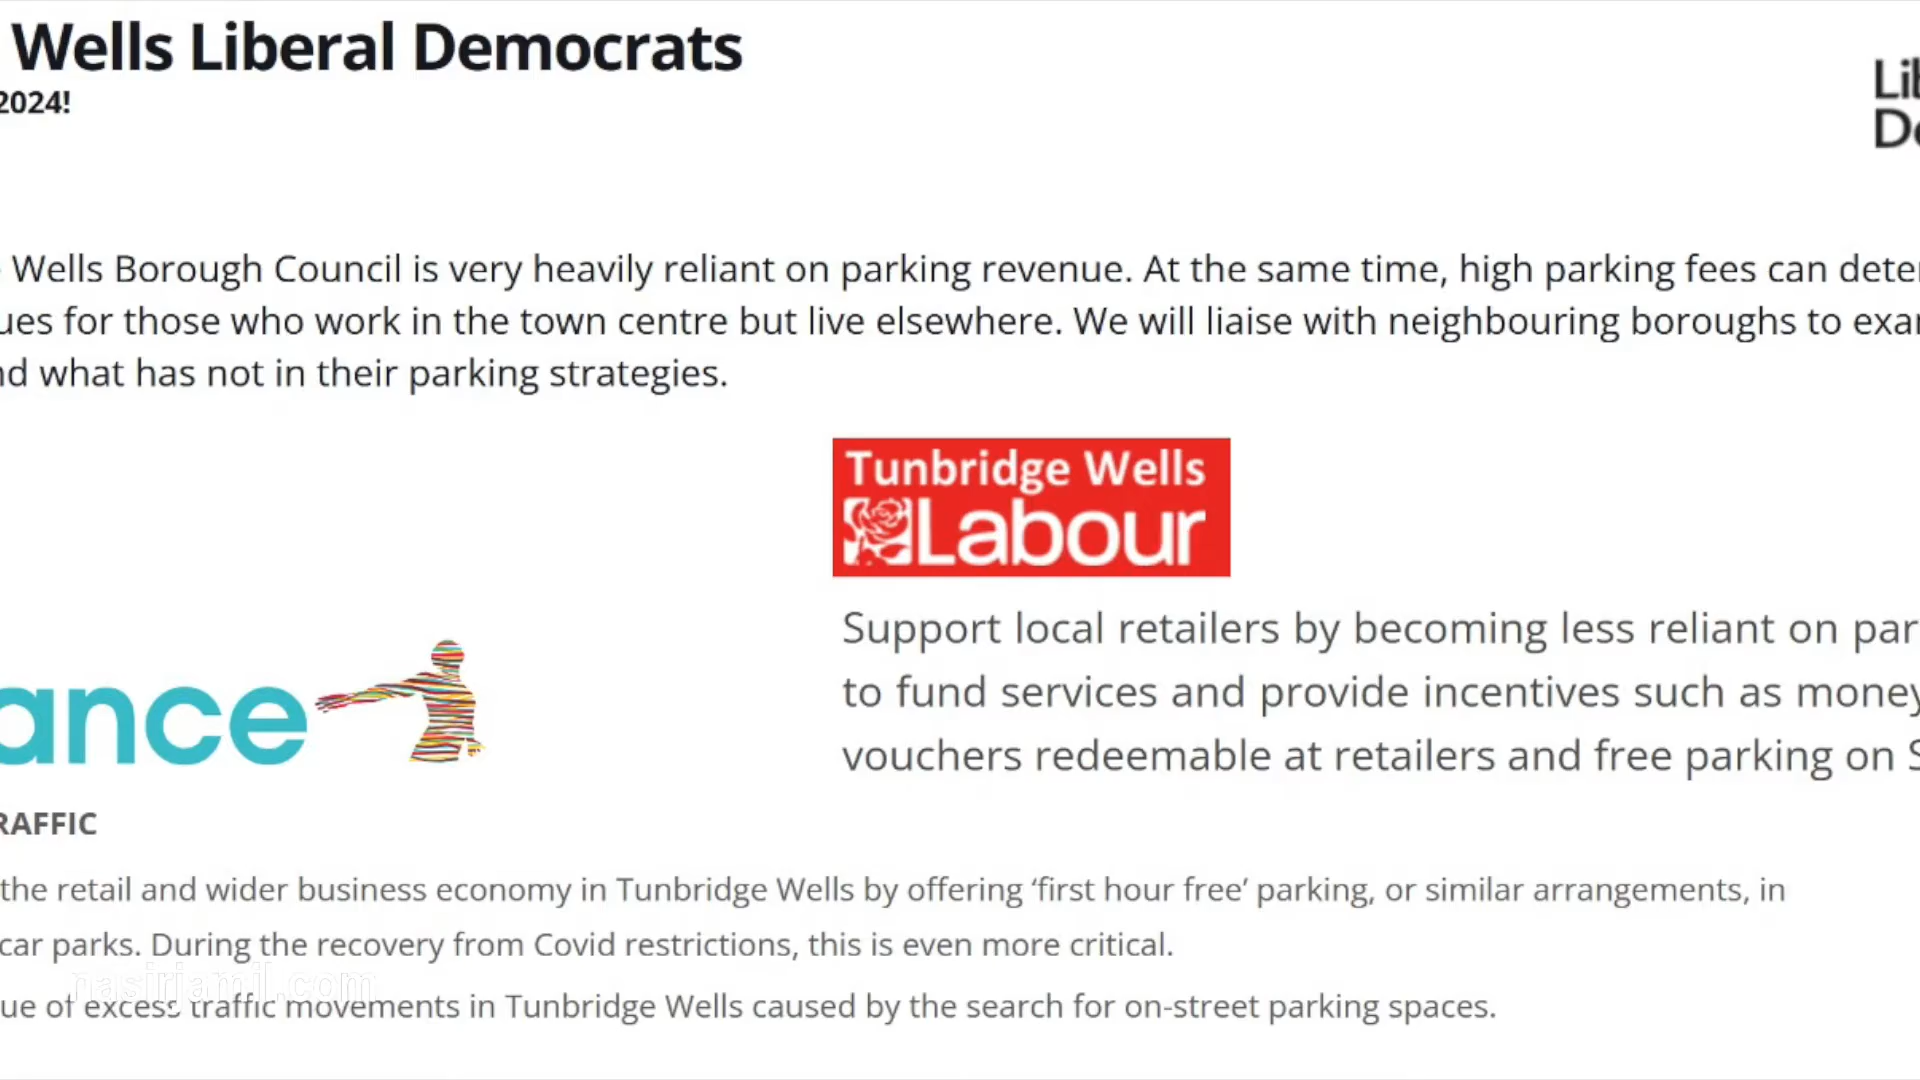 Wells Liberal Democrats
2024!
Lib
De
Wells Borough Council is very heavily reliant on parking revenue. At the same time, high parking fees can deter
ues for those who work in the town centre but live elsewhere. We will liaise with neighbouring boroughs to exa
nd what has not in their parking strategies.
Tunbridge Wells
Labour
Support local retailers by becoming less reliant on par
to fund services and provide incentives such as money
vouchers redeemable at retailers and free parking on S
ance
RAFFIC
the retail and wider business economy in Tunbridge Wells by offering ‘first hour free’ parking, or similar arrangements, in
car parks. During the recovery from Covid restrictions, this is even more critical.
nasirjamil.com
ue of excess traffic movements in Tunbridge Wells caused by the search for on-street parking spaces.